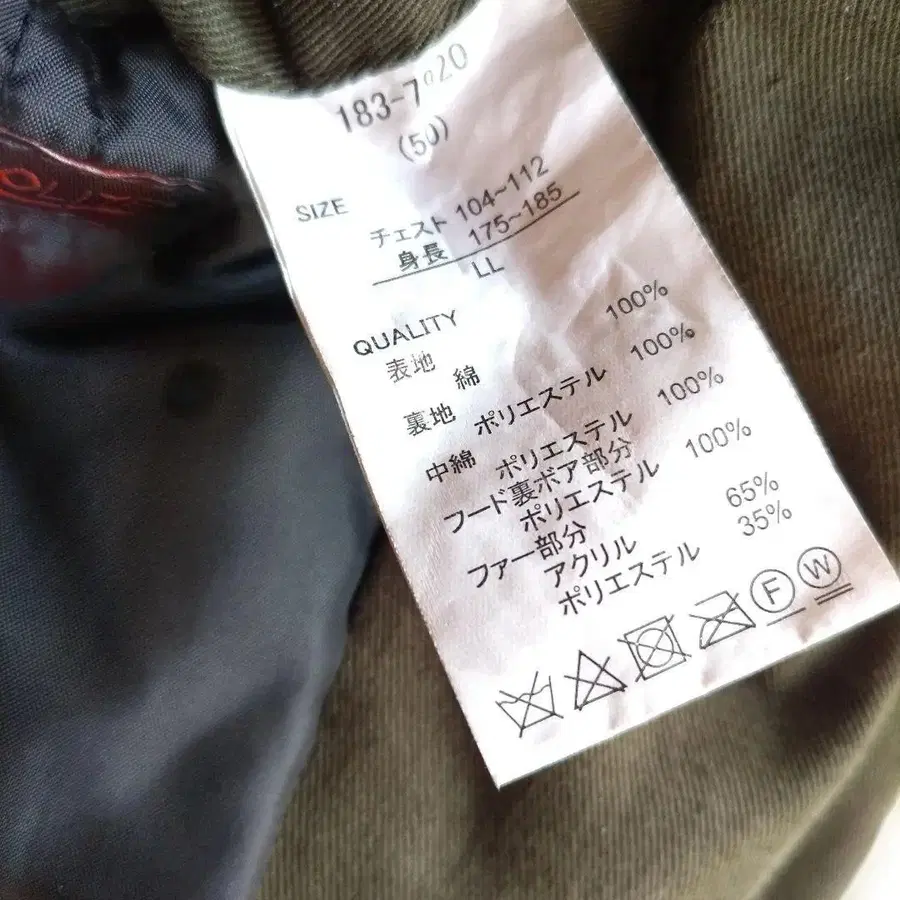 183-7020
(50)
SIZE
チェスト 104~112
身長 175~185
LL
QUALITY
表地 綿 100%
裏地 ポリエステル 100%
中綿 ポリエステル 100%
フード裏ボア部分
ポリエステル 100%
ファー部分
アクリル 65%
ポリエステル 35%
F W